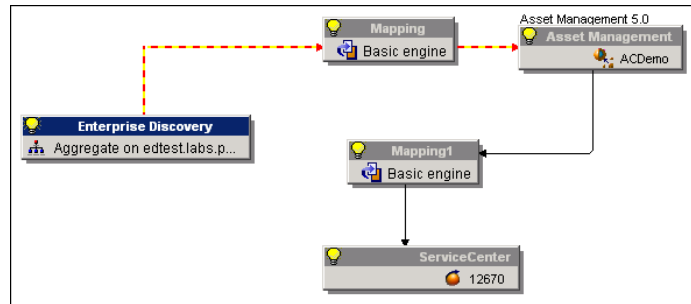 Asset Management 5.0
Mapping
Basic engine
Asset Management
ACDemo
Enterprise Discovery
Aggregate on edtest.labs.p...
Mapping1
Basic engine
ServiceCenter
12670